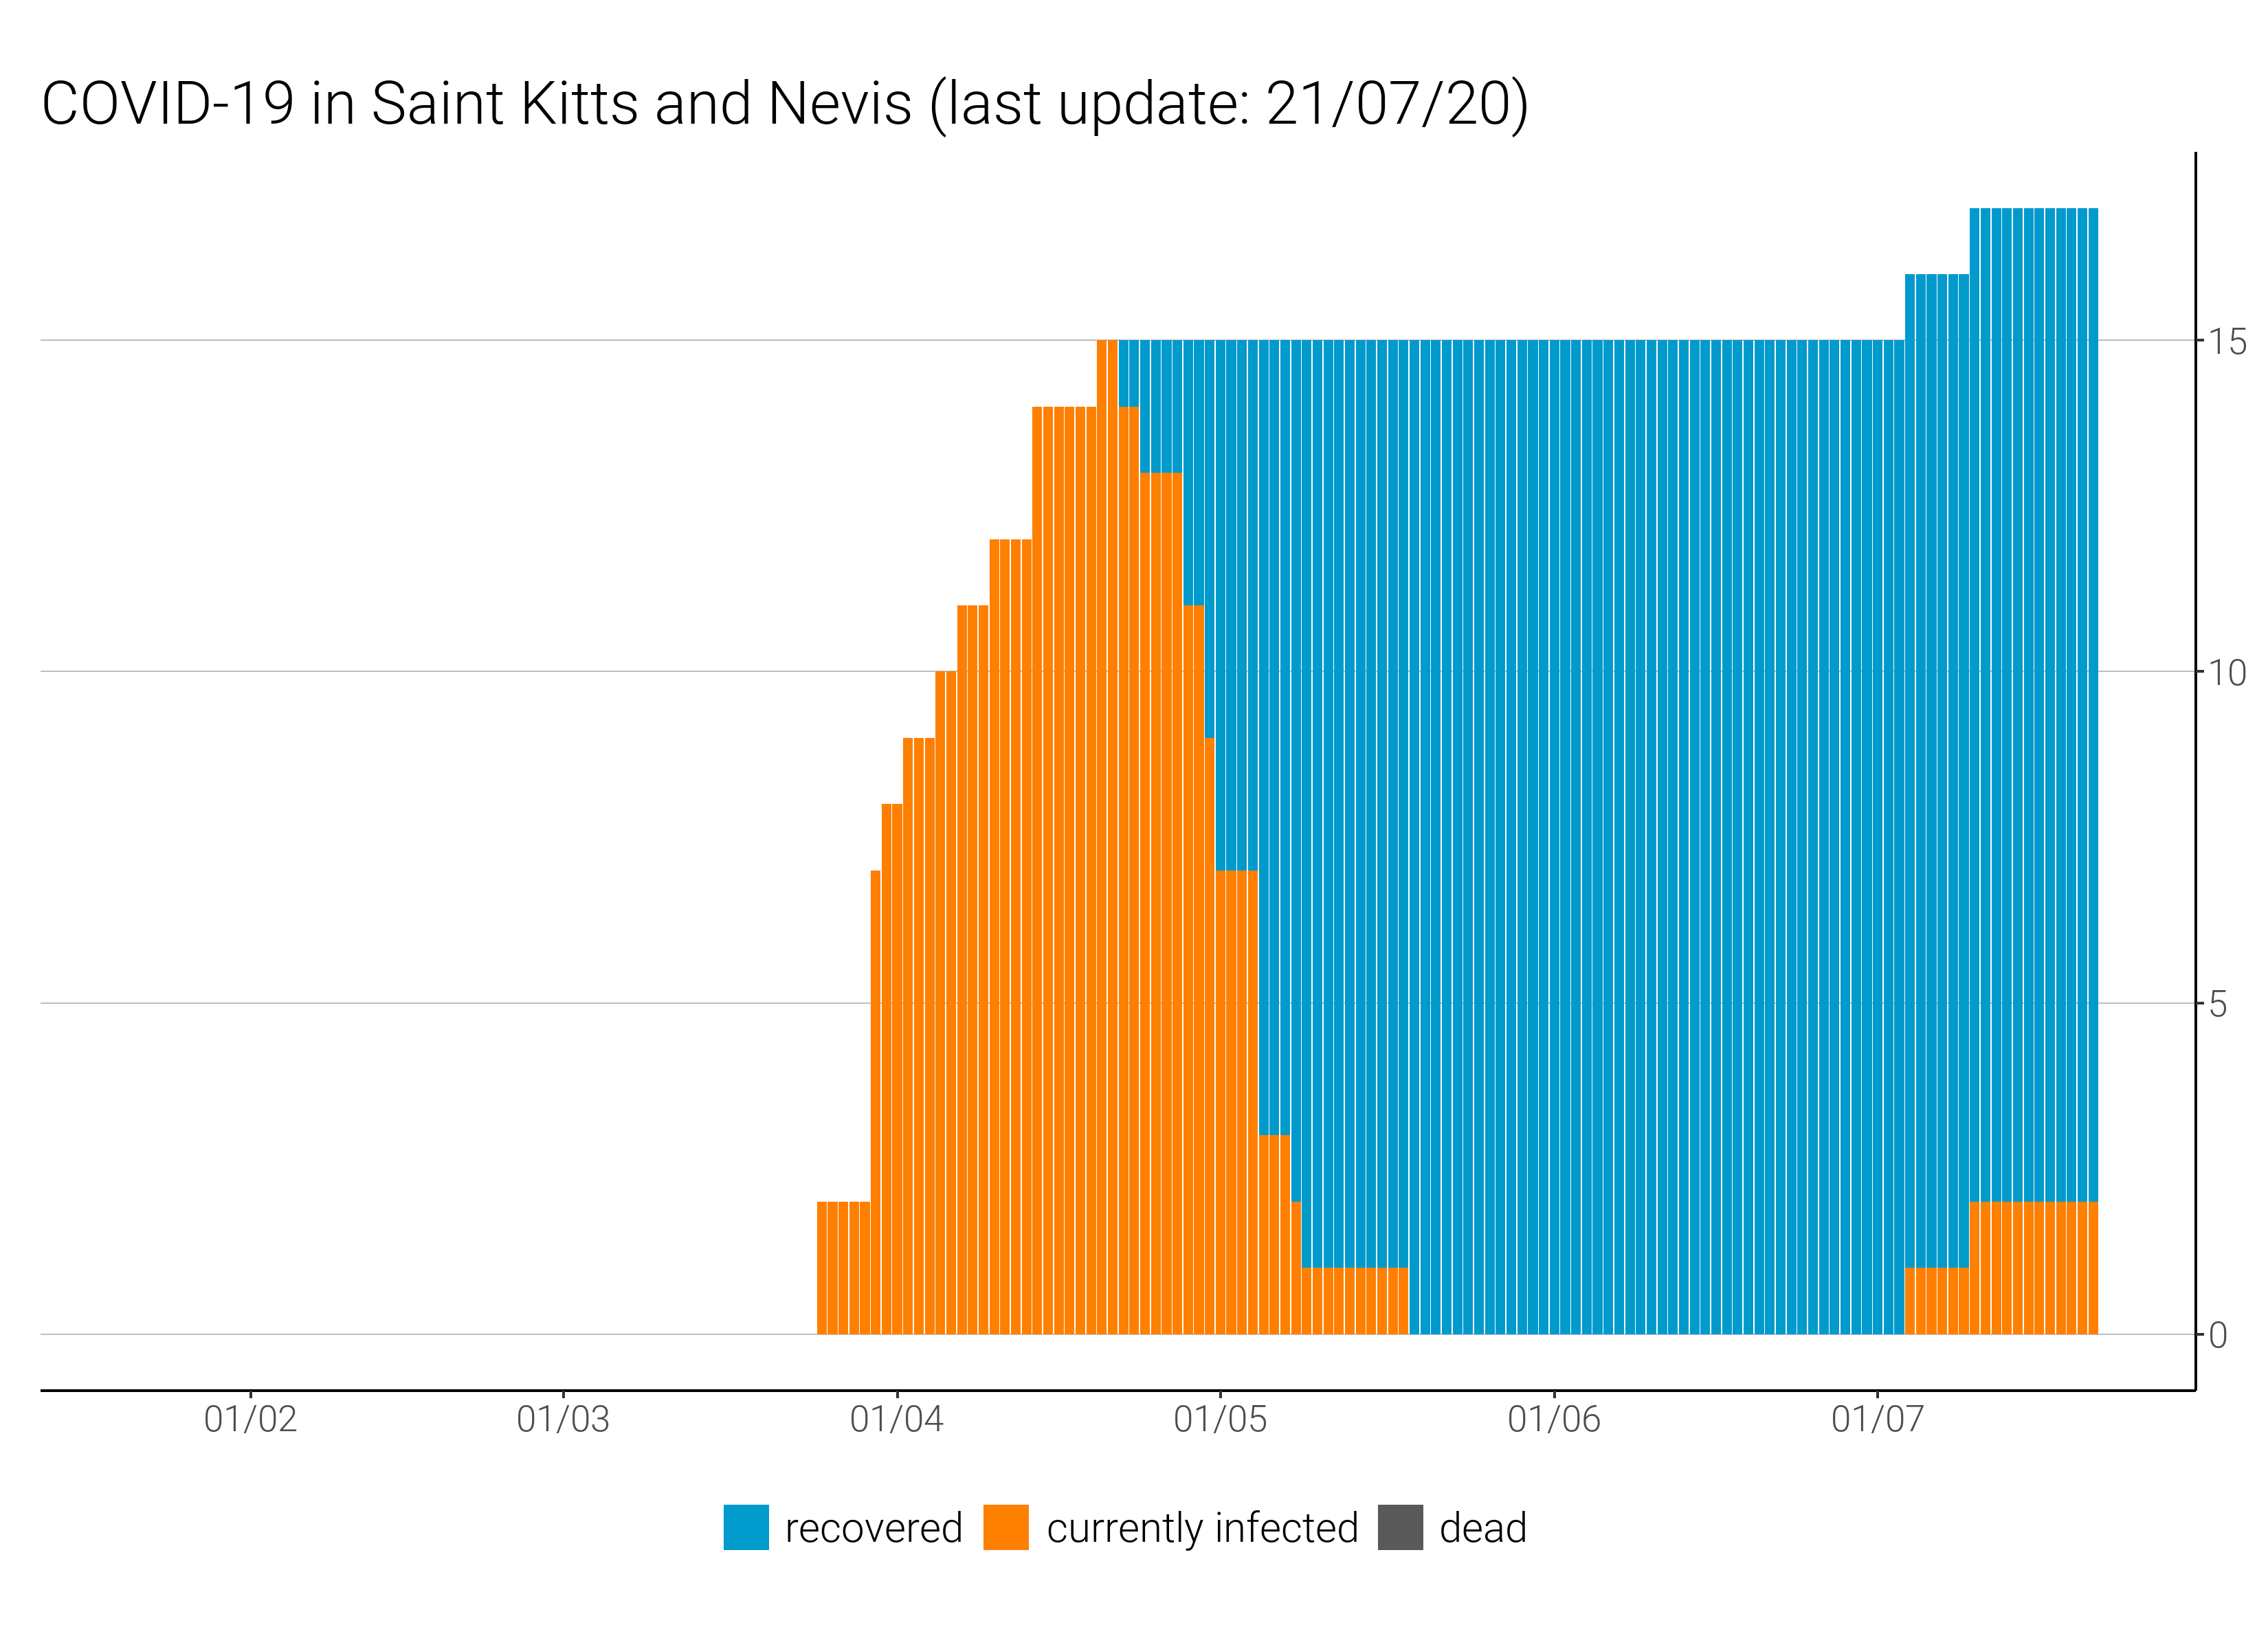 COVID-19 in Saint Kitts and Nevis (last update: 21/07/20)
15
10
5
0
01/02 01/03 01/04 01/05 01/06 01/07
recovered currently infected dead